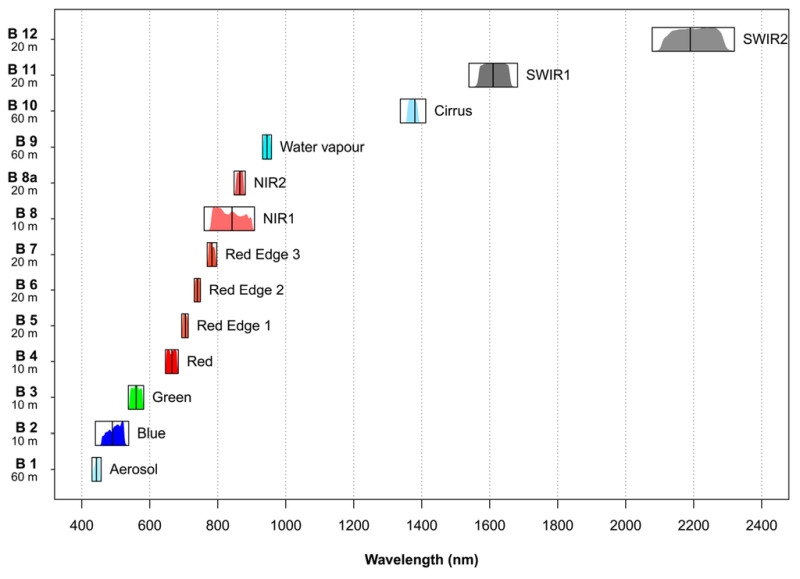 B 12
20 m
SWIR2
B 11
20 m
SWIR1
B 10
60 m
Cirrus
B 9
60 m
Water vapour
B 8a
20 m
NIR2
B 8
10 m
NIR1
B 7
20 m
Red Edge 3
B 6
20 m
Red Edge 2
B 5
20 m
Red Edge 1
B 4
10 m
Red
B 3
10 m
Green
B 2
10 m
Blue
B 1
60 m
Aerosol
400 600 800 1000 1200 1400 1600 1800 2000 2200 2400
Wavelength (nm)